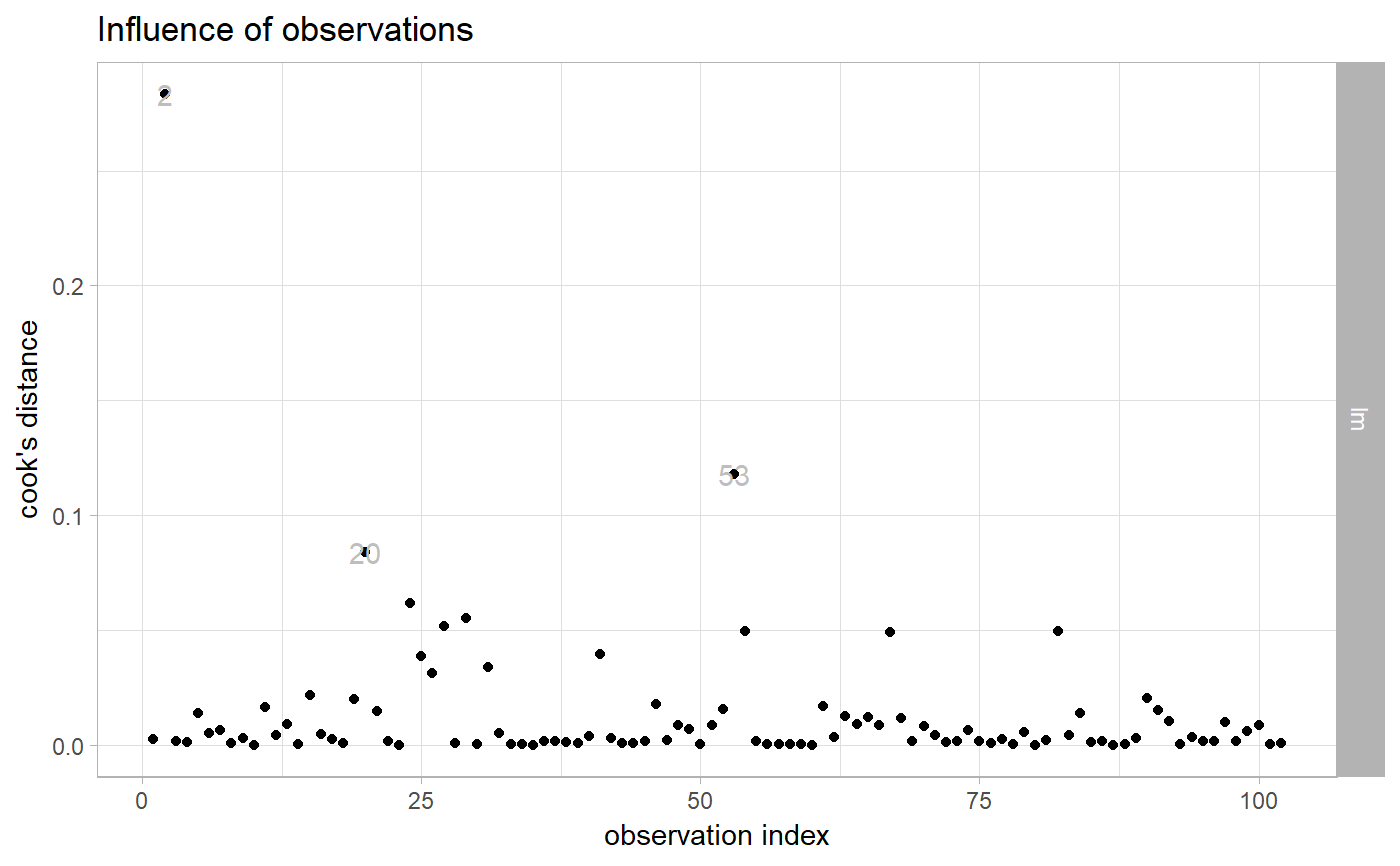 Influence of observations
2
0.2
53
0.1
20
0.0
cook's distance
lm
0 25 50 75 100
observation index